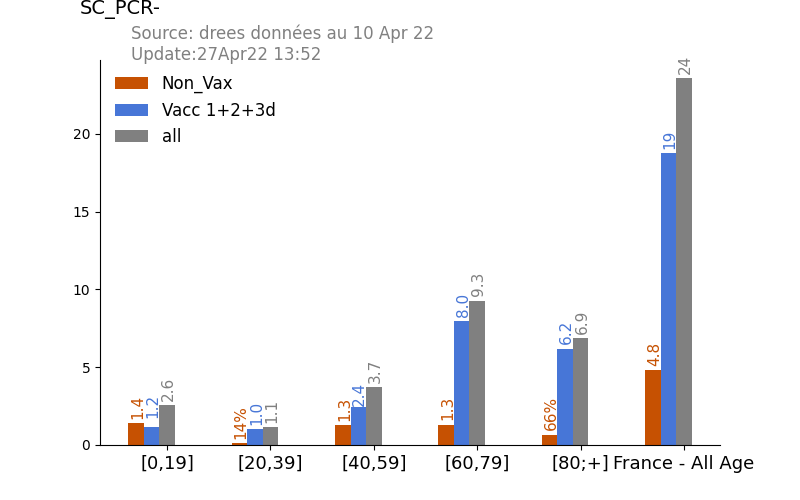 SC_PCR-
Source: drees données au 10 Apr 22
Update:27Apr22 13:52
Non_Vax
Vacc 1+2+3d
all
20
15
10
5
0
1.4 1.2 2.6
14% 1.0 1.1
1.3 2.4 3.7
1.3 8.0 9.3
66% 6.2 6.9
4.8 19 24
[0,19] [20,39] [40,59] [60,79] [80;+] France - All Age